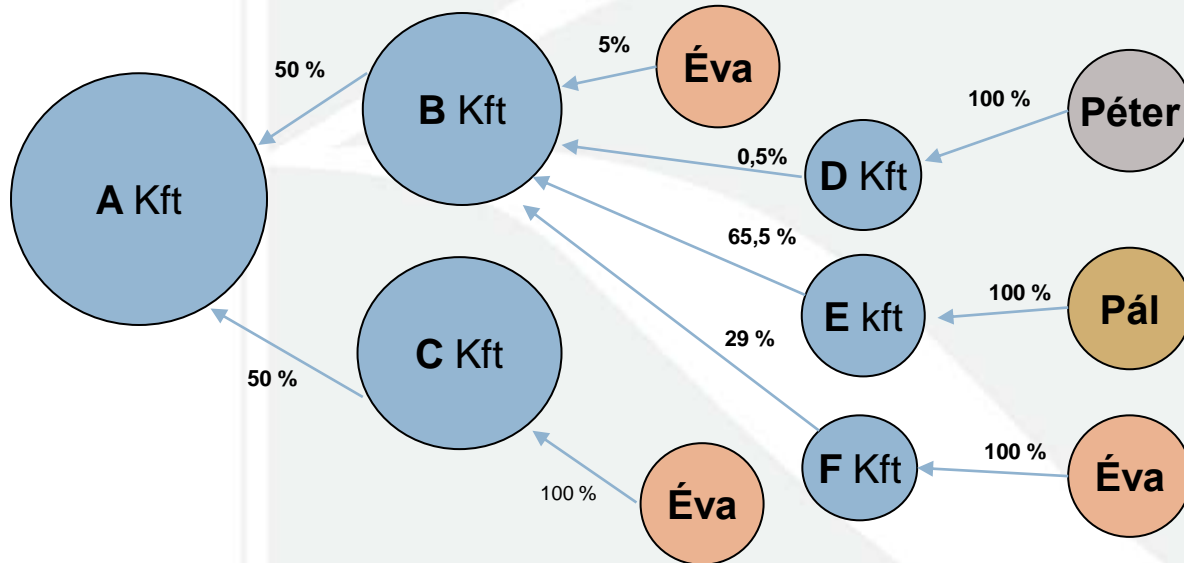 5%
Éva
50 %
B Kft
100 %
Péter
0,5%
D Kft
A Kft
65,5 %
E kft
100 %
Pál
29 %
C Kft
50 %
100 %
F Kft
Éva
100 %
Éva